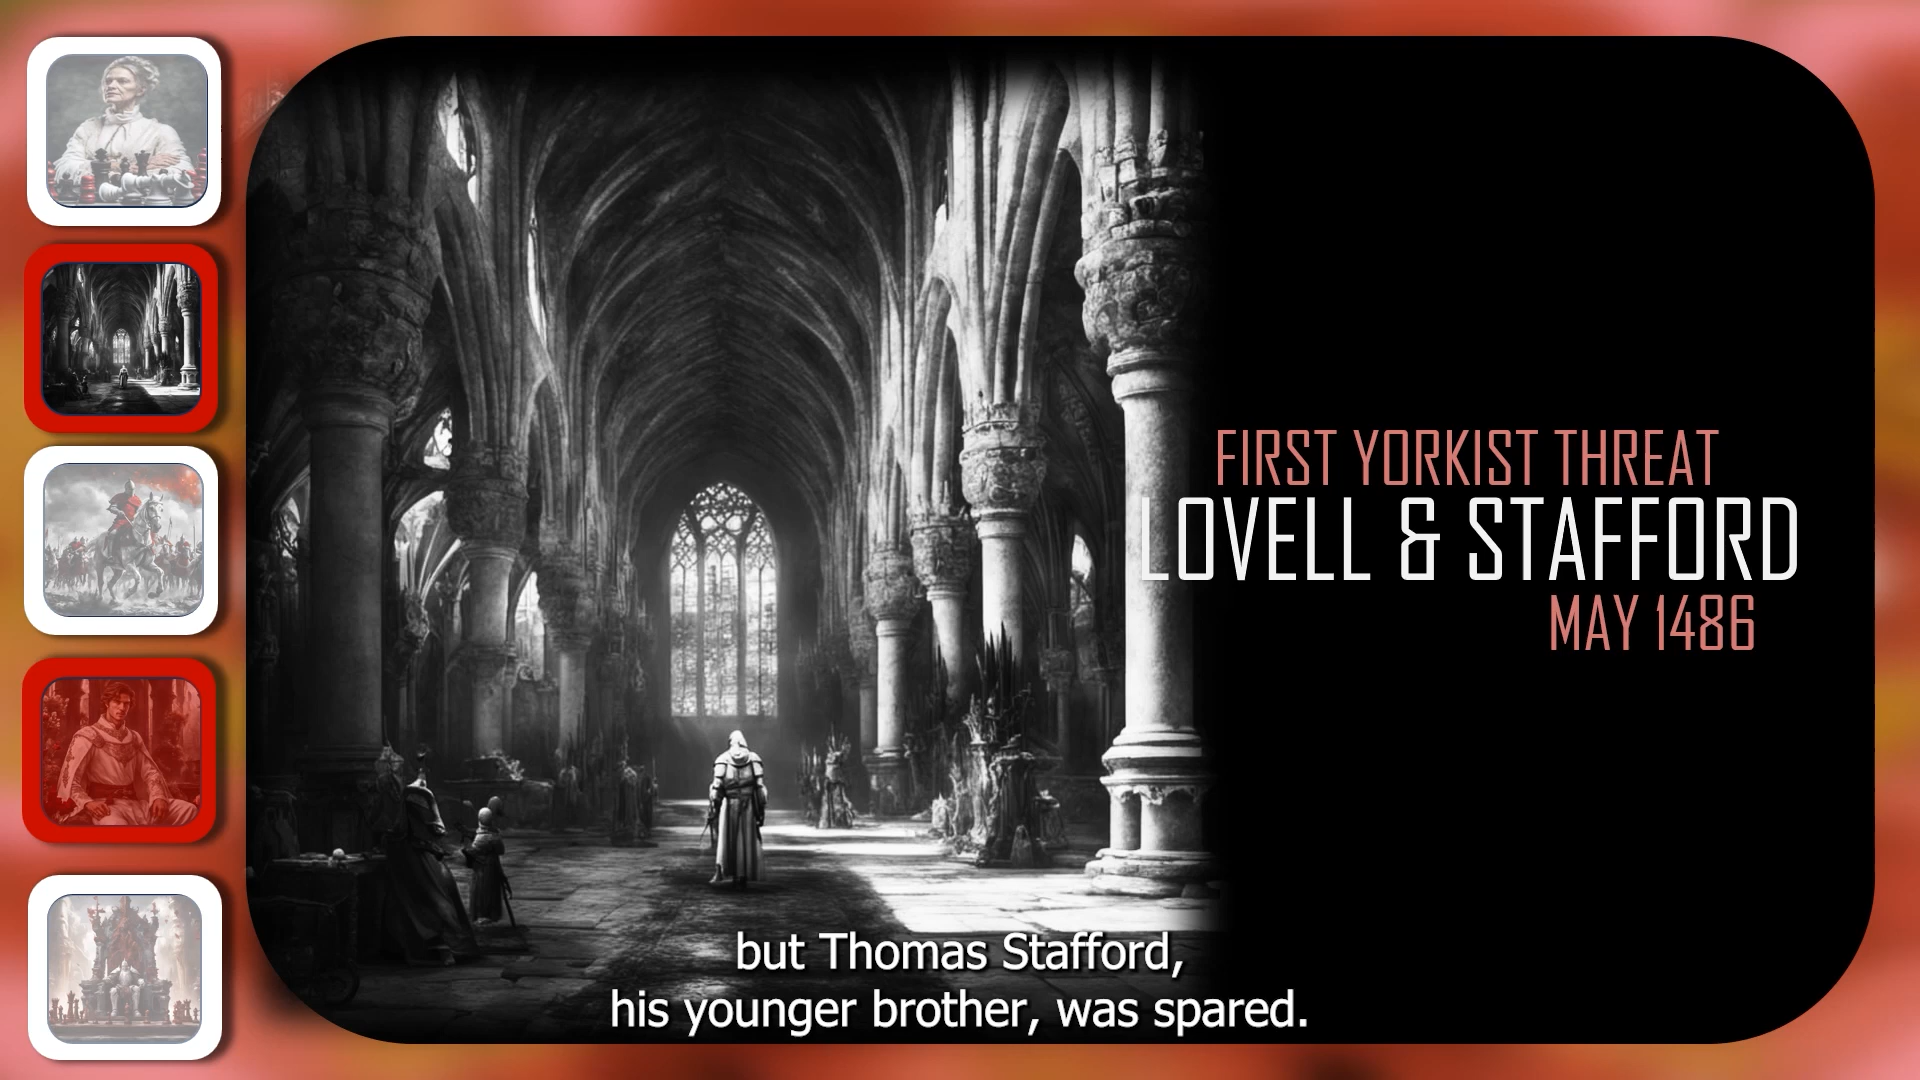 FIRST YORKIST THREAT
LOVELL & STAFFORD
MAY 1486
but Thomas Stafford,
his younger brother, was spared.